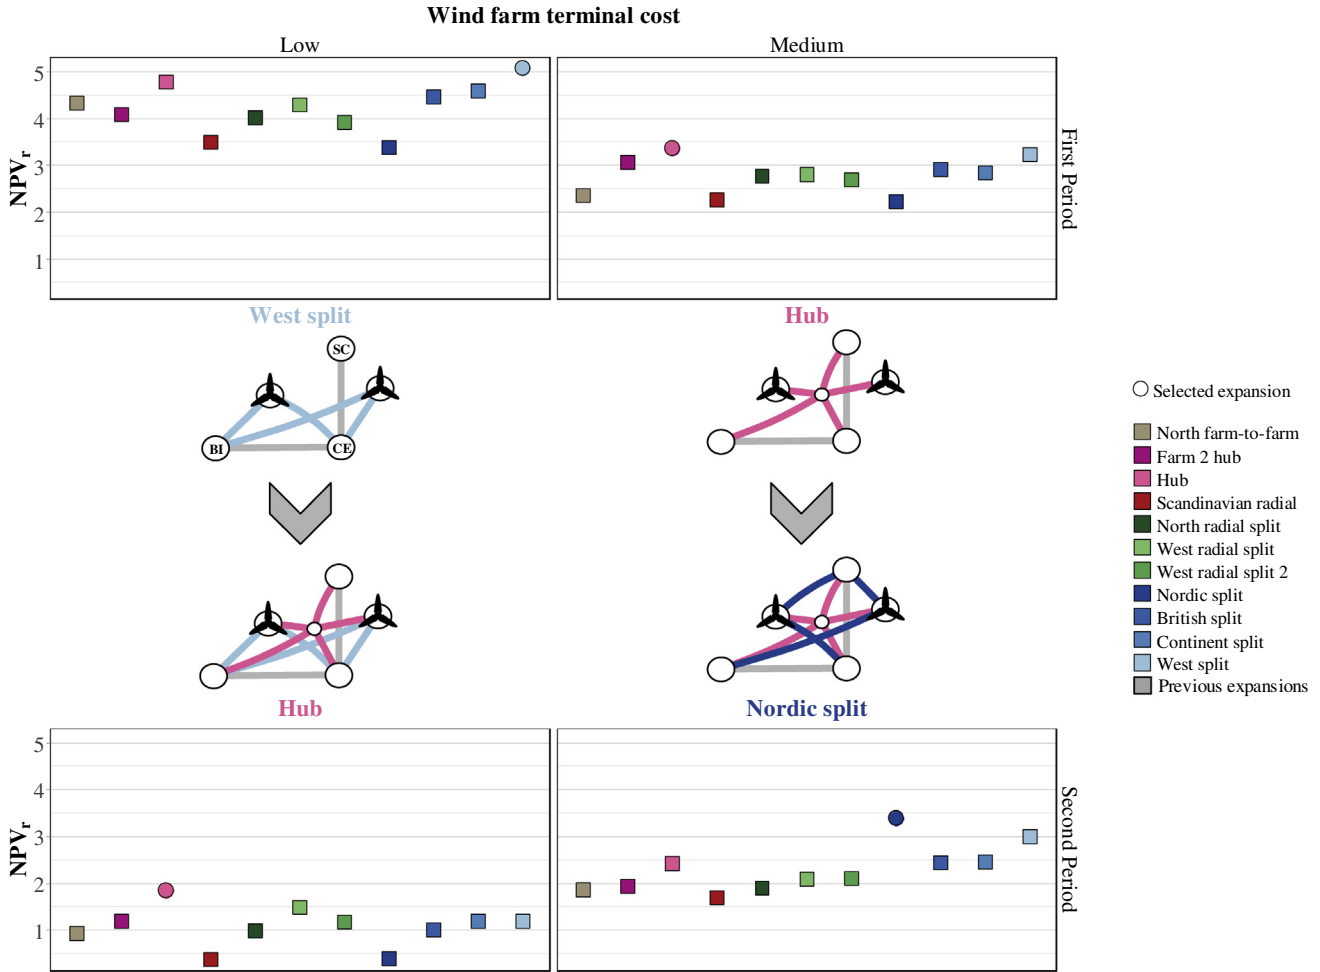 Wind farm terminal cost
Low
Medium
5
4
3
2
1
NPVr
First Period
West split
Hub
SC
BI
CE
Selected expansion
North farm-to-farm
Farm 2 hub
Hub
Scandinavian radial
North radial split
West radial split
West radial split 2
Nordic split
British split
Continent split
West split
Previous expansions
Hub
Nordic split
5
4
3
2
1
NPVr
Second Period